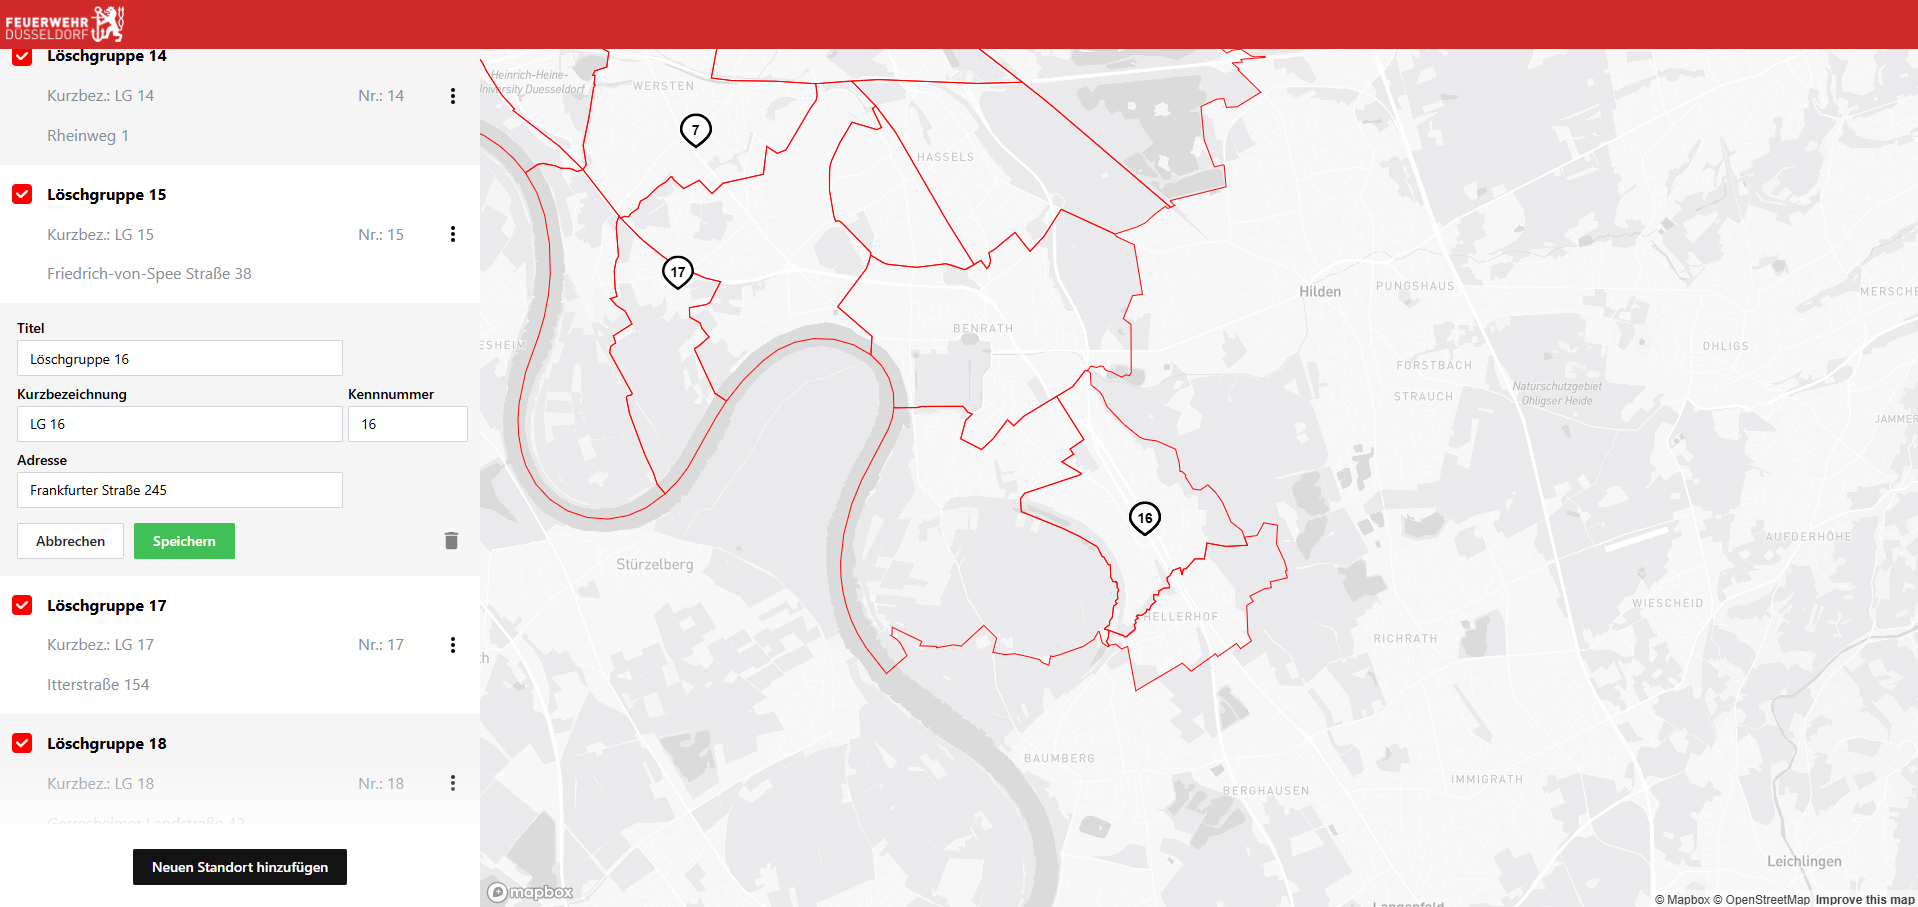 FEUERWEHR
DÜSSELDORF
Löschgruppe 14
Kurzbez.: LG 14 Nr.: 14
Rheinweg 1
Löschgruppe 15
Kurzbez.: LG 15 Nr.: 15
Friedrich-von-Spee Straße 38
Titel
Löschgruppe 16
Kurzbezeichnung Kennnummer
LG 16 16
Adresse
Frankfurter Straße 245
Abbrechen Speichern
Löschgruppe 17
Kurzbez.: LG 17 Nr.: 17
Itterstraße 154
Löschgruppe 18
Kurzbez.: LG 18 Nr.: 18
Gerresheimer Landstraße 42
Neuen Standort hinzufügen
Heinrich-Heine-
University Duesseldorf
WERSTEN
7
HASSELS
17
Hilden
PUNGSHAUS
MERSCHE
ESHEIM
BENRATH
OHLIGS
FORSTBACH
STRAUCH
Naturschutzgebiet
Ohligser Heide
JAMMER
16
Stürzelberg
AUFDERHÖHE
HELLERHOF
WIESCHEID
RICHRATH
th
BAUMBERG
IMMIGRATH
BERGHAUSEN
Leichlingen
Langenfeld
mapbox
© Mapbox © OpenStreetMap Improve this map